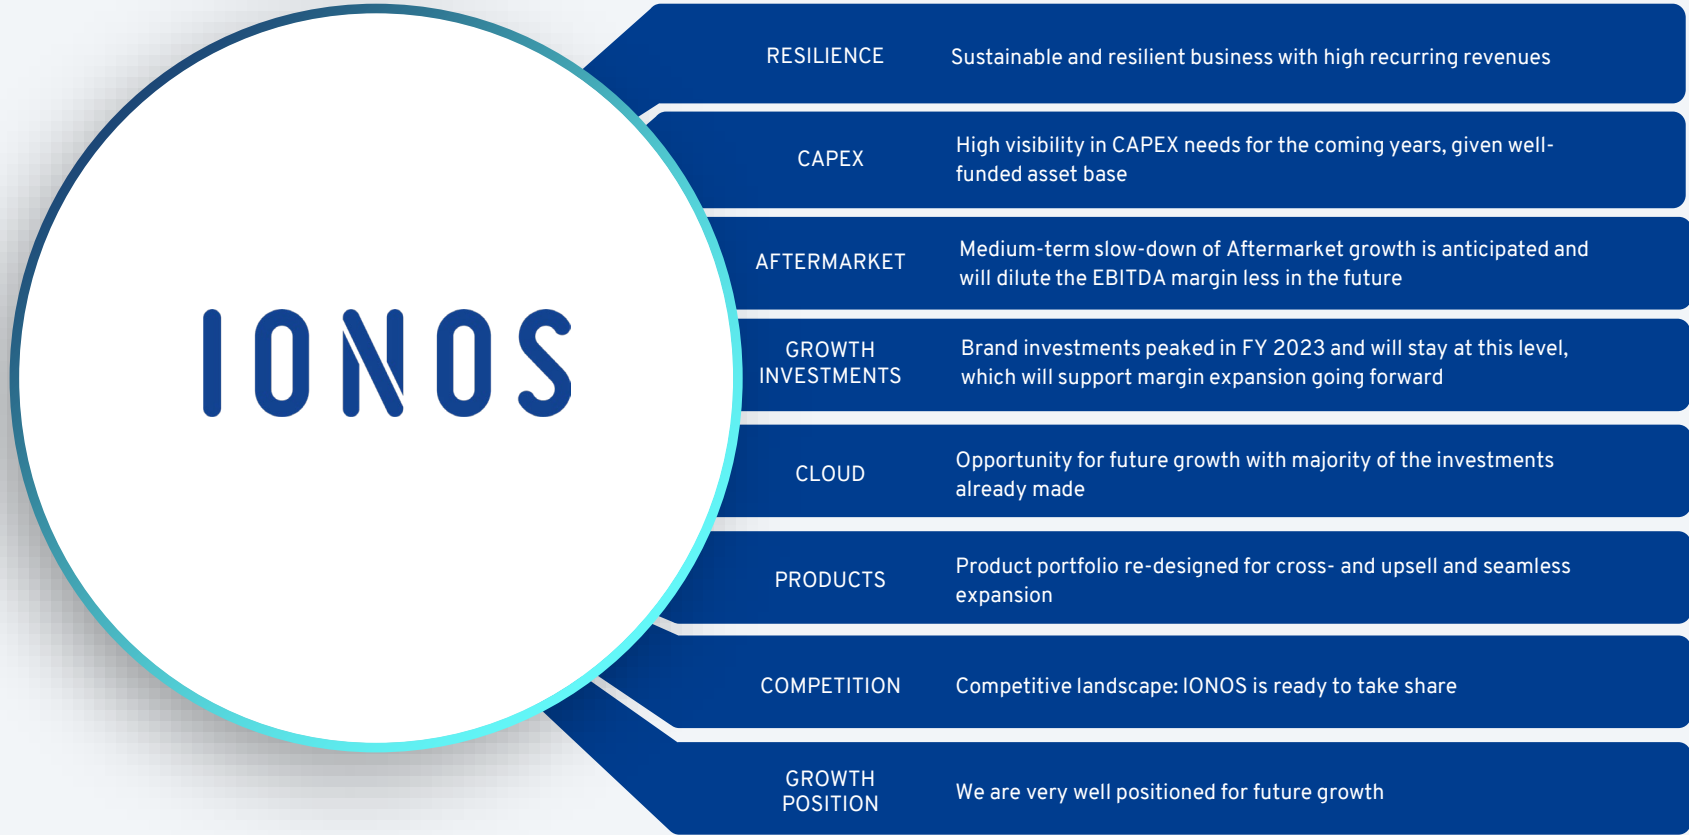 IONOS
RESILIENCE
Sustainable and resilient business with high recurring revenues
CAPEX
High visibility in CAPEX needs for the coming years, given well-
funded asset base
AFTERMARKET
Medium-term slow-down of Aftermarket growth is anticipated and
will dilute the EBITDA margin less in the future
GROWTH
INVESTMENTS
Brand investments peaked in FY 2023 and will stay at this level,
which will support margin expansion going forward
CLOUD
Opportunity for future growth with majority of the investments
already made
PRODUCTS
Product portfolio re-designed for cross- and upsell and seamless
expansion
COMPETITION
Competitive landscape: IONOS is ready to take share
GROWTH
POSITION
We are very well positioned for future growth